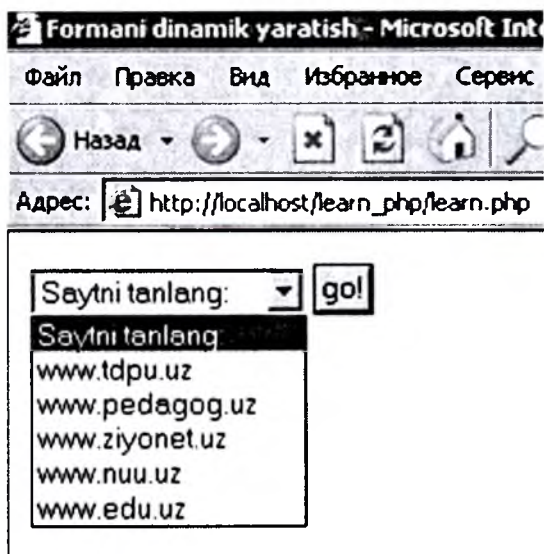 Formani dinamik yaratish - Microsoft Inte
Файл Правка Вид Избранное Сервис
Назад
Адрес: http://localhost/learn_php/learn.php
Saytni tanlang: go!
Saytni tanlang:
www.tdpu.uz
www.pedagog.uz
www.ziyonet.uz
www.nuu.uz
www.edu.uz